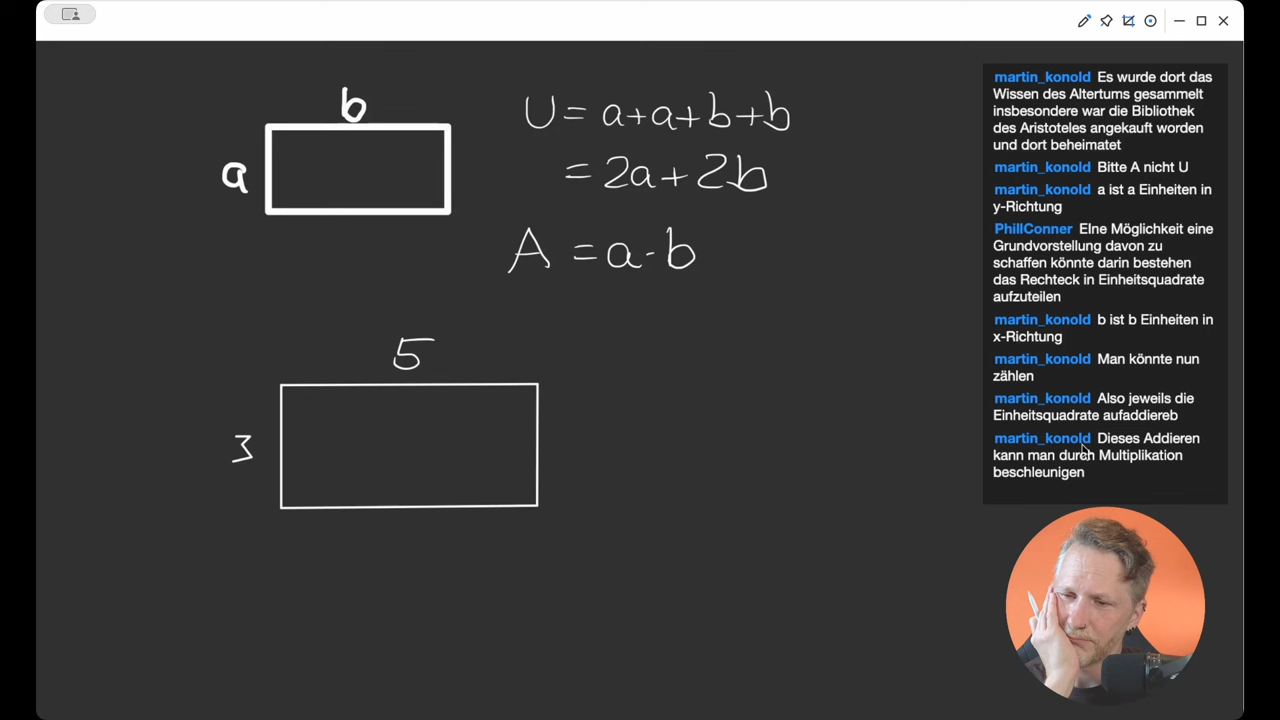 b
a
U = a+a+b+b
= 2a+2b
A = a·b
5
3
martin_konold Es wurde dort das
Wissen des Altertums gesammelt
insbesondere war die Bibliothek
des Aristoteles angekauft worden
und dort beheimatet
martin_konold Bitte A nicht U
martin_konold a ist a Einheiten in
y-Richtung
PhillConner EIne Möglichkeit eine
Grundvorstellung davon zu
schaffen könnte darin bestehen
das Rechteck in Einheitsquadrate
aufzuteilen
martin_konold b ist b Einheiten in
x-Richtung
martin_konold Man könnte nun
zählen
martin_konold Also jeweils die
Einheitsquadrate aufaddiereb
martin_konold Dieses Addieren
kann man durch Multiplikation
beschleunigen